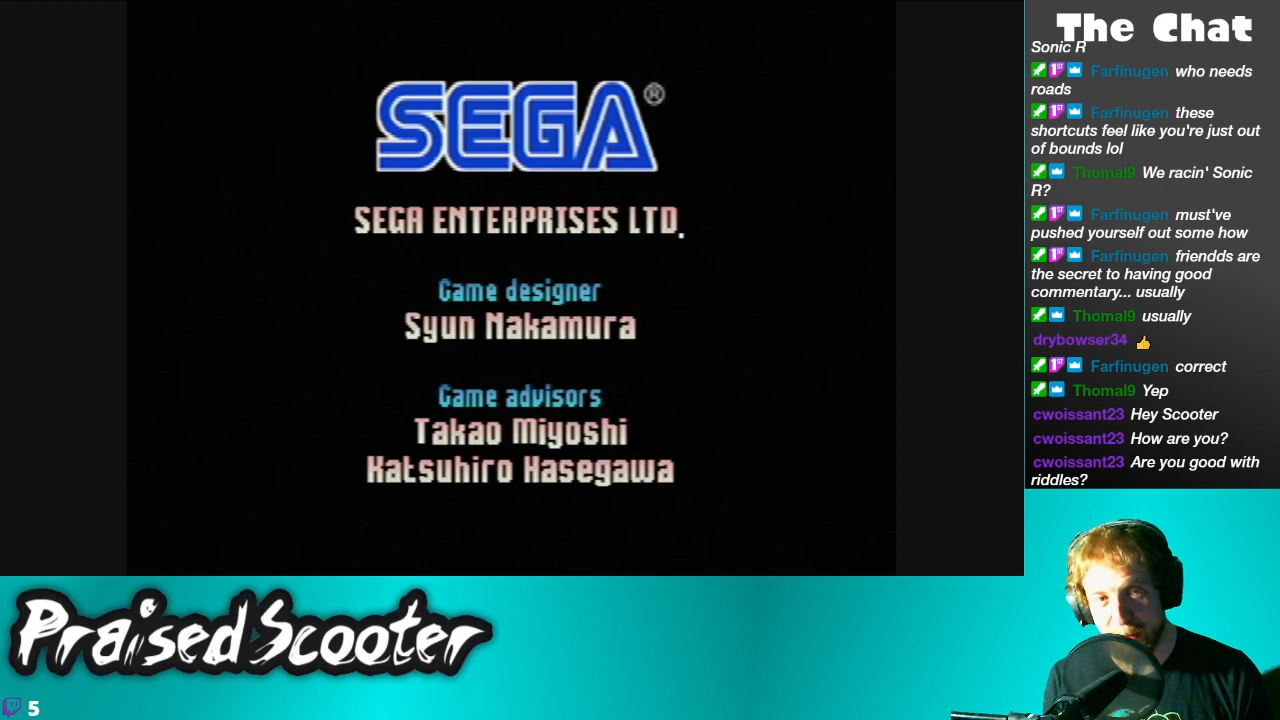 SEGA®
SEGA ENTERPRISES LTD.
Game designer
Syun Nakamura
Game advisors
Takao Miyoshi
Katsuhiro Hasegawa
The Chat
Sonic R
Farfinugen who needs
roads
Farfinugen these
shortcuts feel like you're just out
of bounds lol
Thomal9 We racin' Sonic
R?
Farfinugen must've
pushed yourself out some how
Farfinugen friendds are
the secret to having good
commentary... usually
Thomal9 usually
drybowser34 👍
Farfinugen correct
Thomal9 Yep
cwoissant23 Hey Scooter
cwoissant23 How are you?
cwoissant23 Are you good with
riddles?
PraisedScooter
5